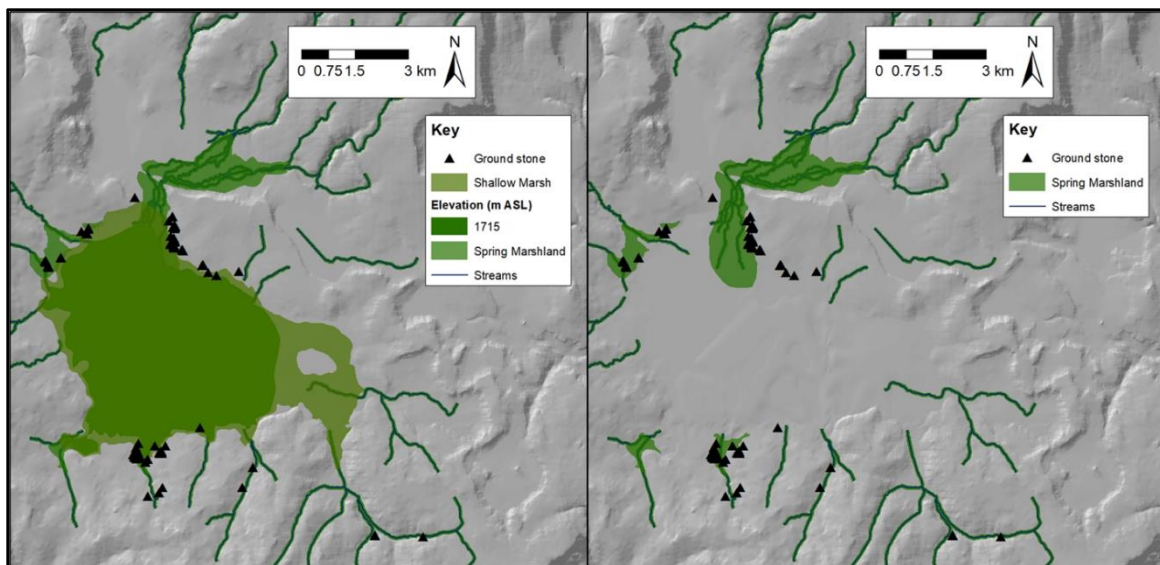 N
0 0.75 1.5 3 km
Key
Ground stone
Shallow Marsh
Elevation (m ASL)
1715
Spring Marshland
Streams
N
0 0.75 1.5 3 km
Key
Ground stone
Spring Marshland
Streams